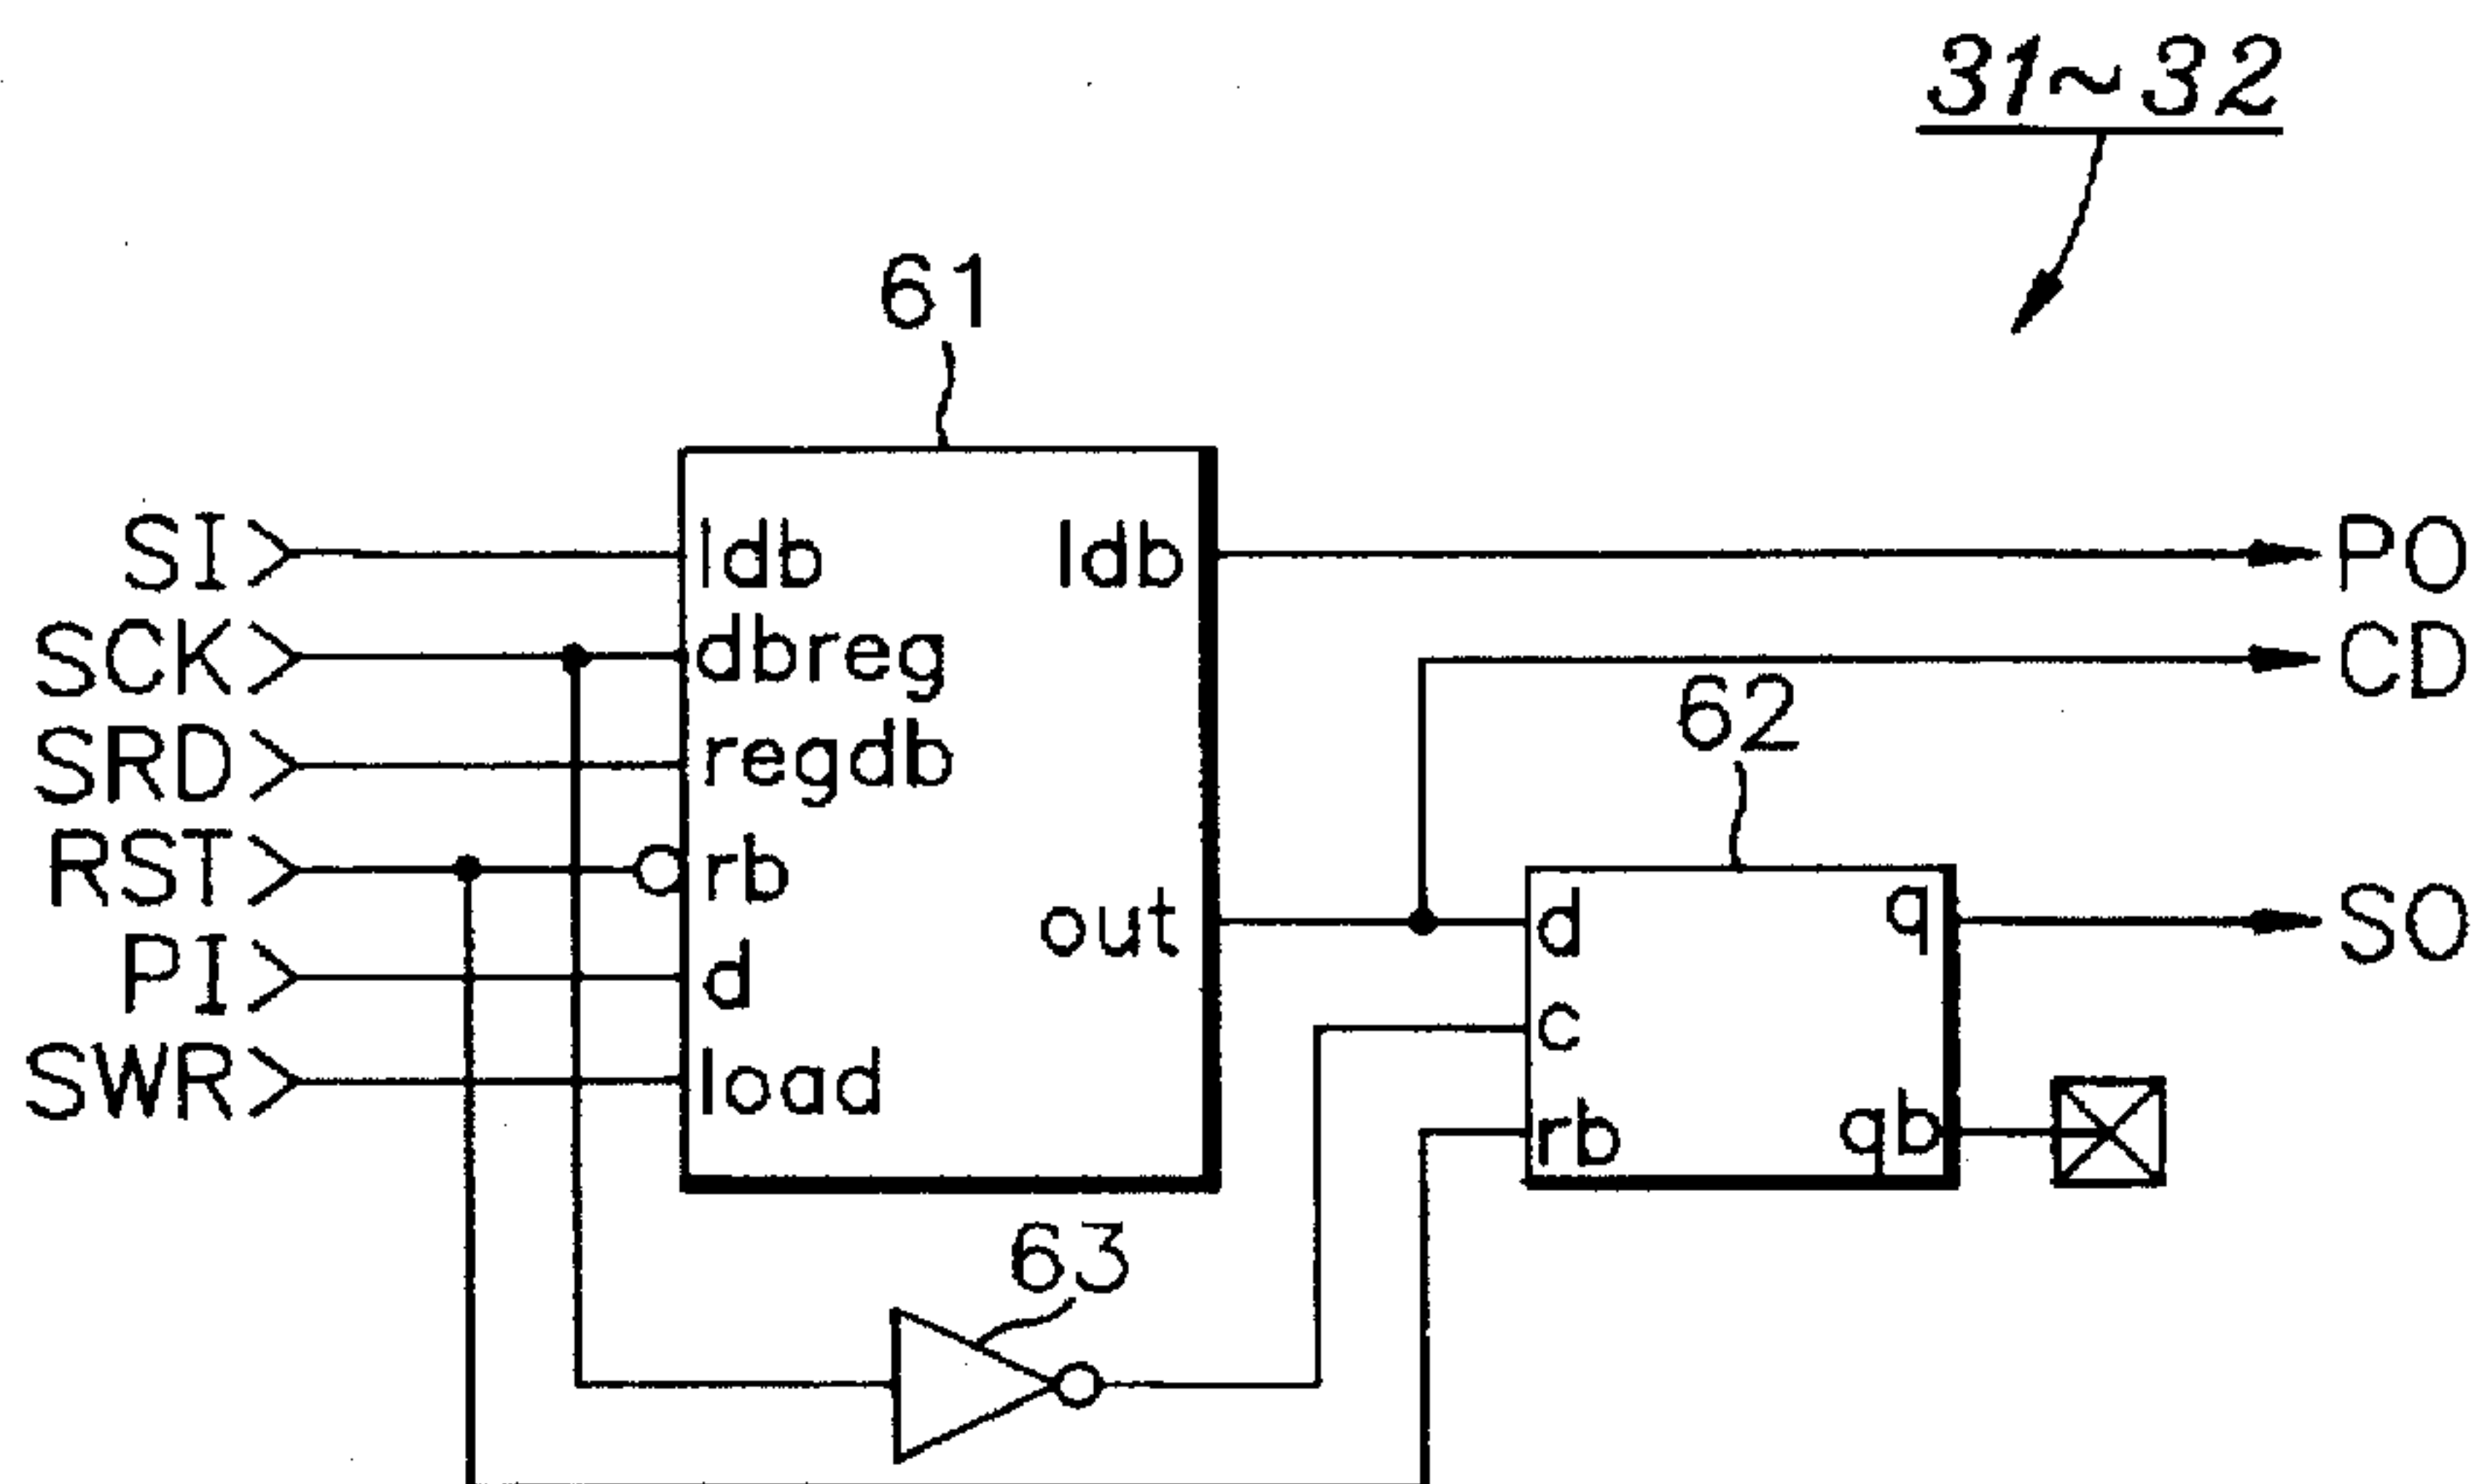 31~32
61
SI
ldb
ldb
PO
SCK
dbreg
CD
62
SRD
regdb
RST
rb
out
d
q
SO
PI
d
c
SWR
load
rb
qb
63